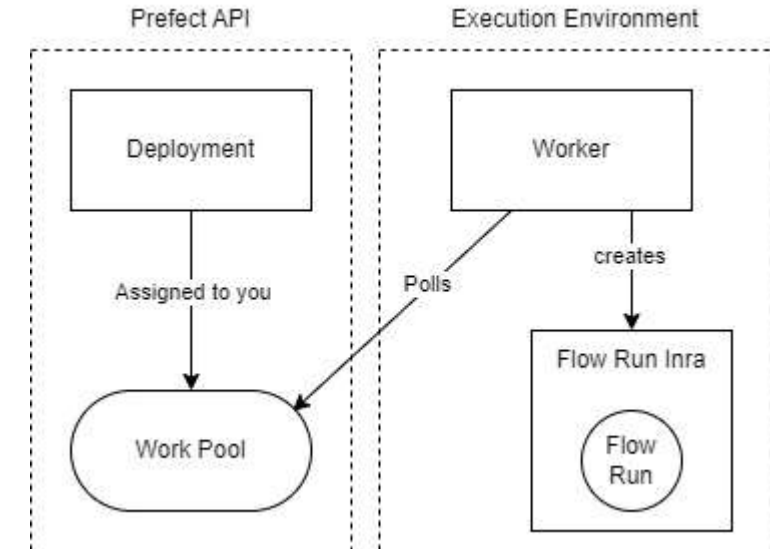 Prefect API
Execution Environment
Deployment
Worker
Assigned to you
Polls
creates
Work Pool
Flow Run Inra
Flow
Run